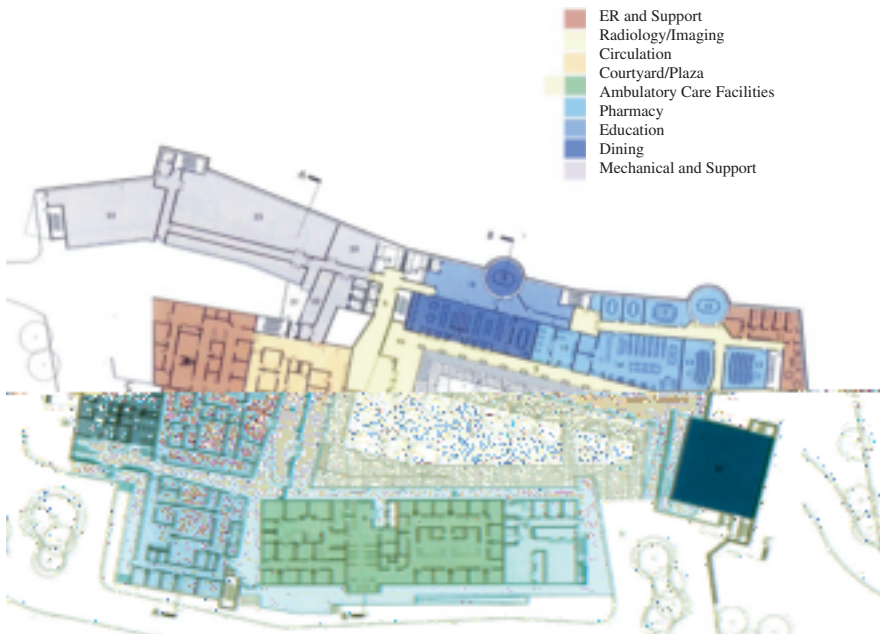 ER and Support
Radiology/Imaging
Circulation
Courtyard/Plaza
Ambulatory Care Facilities
Pharmacy
Education
Dining
Mechanical and Support